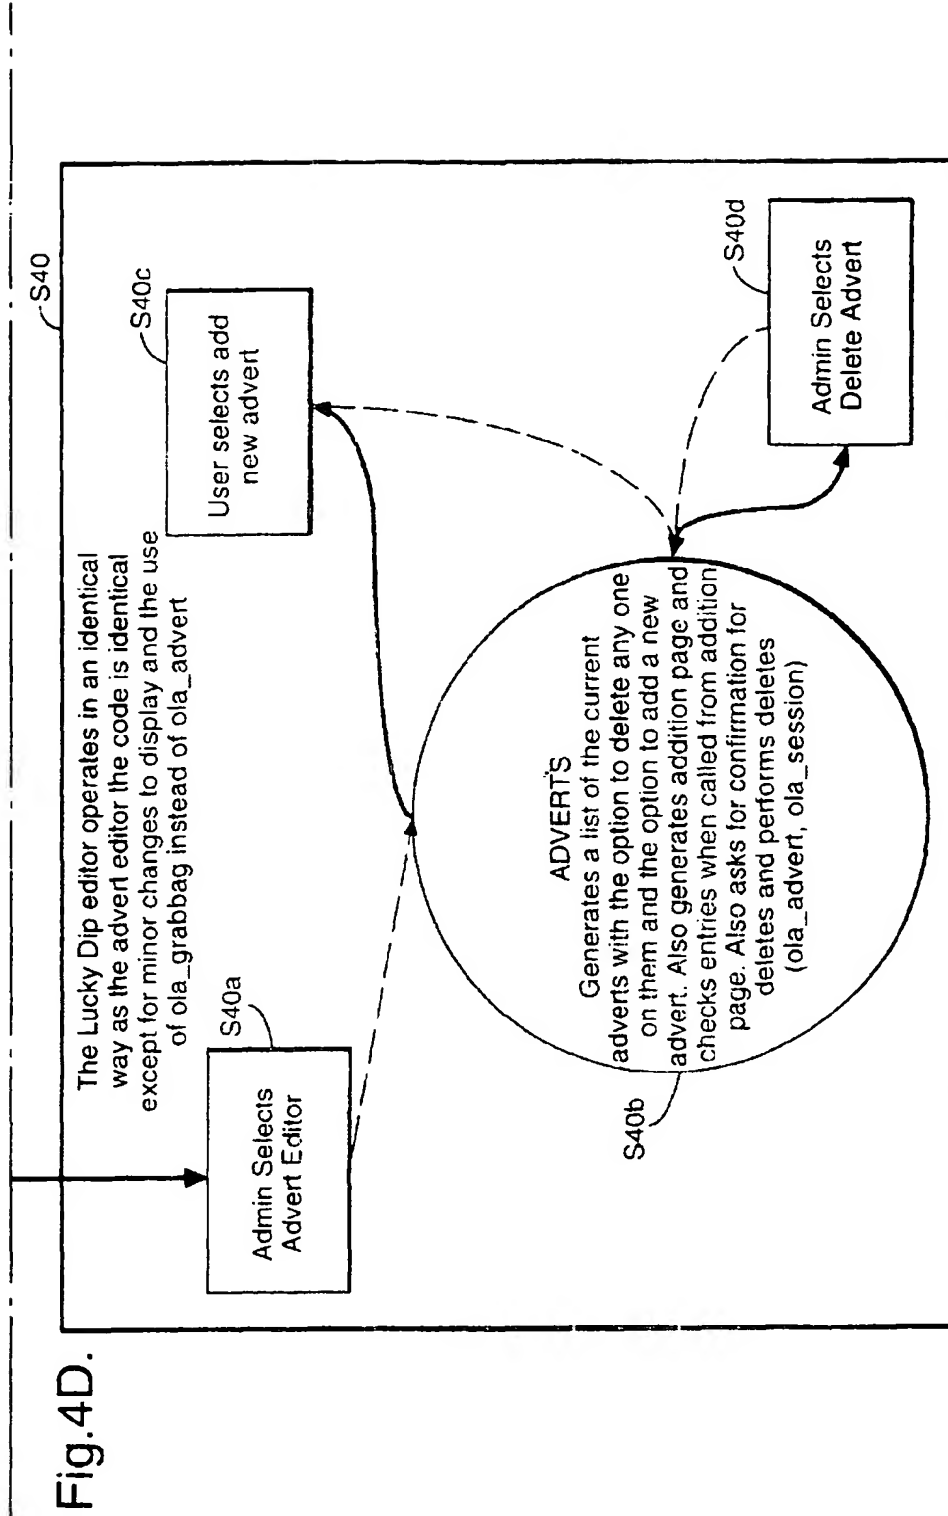 Fig.4D.
S40
The Lucky Dip editor operates in an identical
way as the advert editor the code is identical
except for minor changes to display and the use
of ola_grabbag instead of ola_advert
S40a
Admin Selects
Advert Editor
S40c
User selects add
new advert
S40b
ADVERTS
Generates a list of the current
adverts with the option to delete any one
on them and the option to add a new
advert. Also generates addition page and
checks entries when called from addition
page. Also asks for confirmation for
deletes and performs deletes
(ola_advert, ola_session)
S40d
Admin Selects
Delete Advert